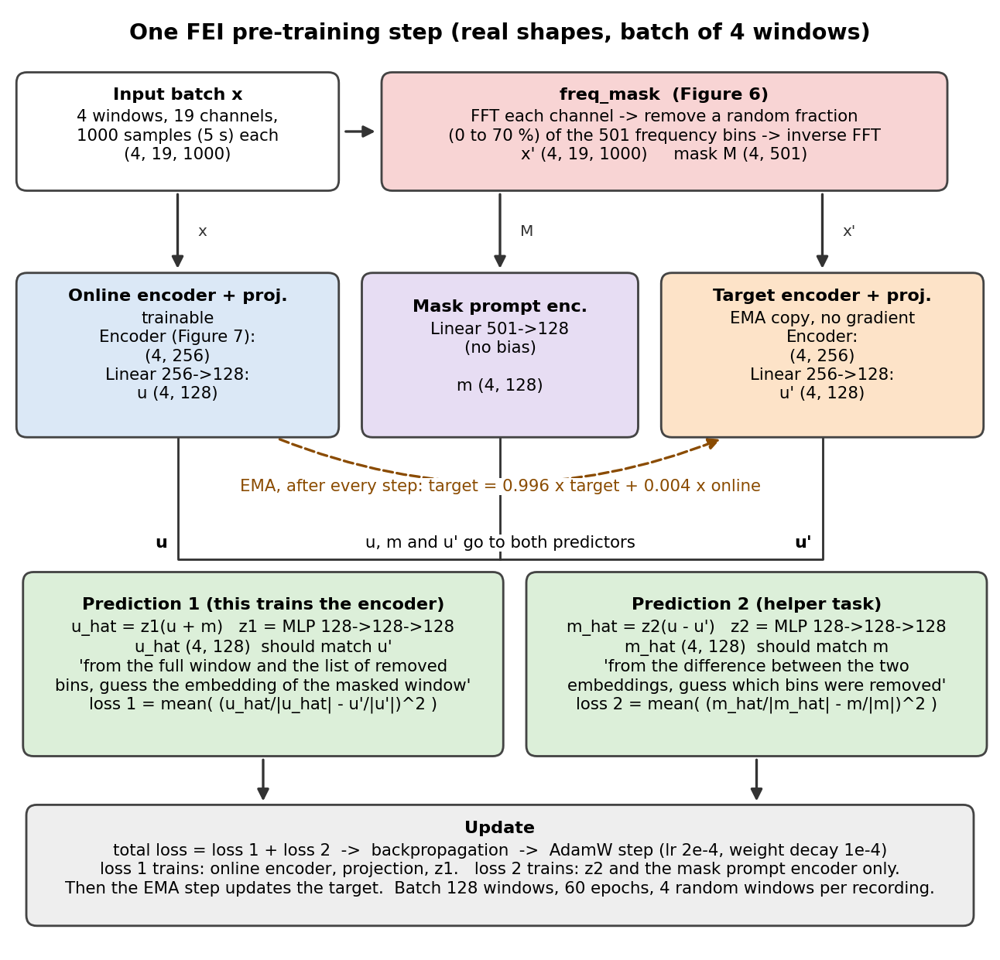 One FEI pre-training step (real shapes, batch of 4 windows)
Input batch x
4 windows, 19 channels,
1000 samples (5 s) each
(4, 19, 1000)
freq_mask  (Figure 6)
FFT each channel -> remove a random fraction
(0 to 70 %) of the 501 frequency bins -> inverse FFT
x' (4, 19, 1000)     mask M (4, 501)
x
M
x'
Online encoder + proj.
trainable
Encoder (Figure 7):
(4, 256)
Linear 256->128:
u (4, 128)
Mask prompt enc.
Linear 501->128
(no bias)
m (4, 128)
Target encoder + proj.
EMA copy, no gradient
Encoder:
(4, 256)
Linear 256->128:
u' (4, 128)
EMA, after every step: target = 0.996 x target + 0.004 x online
u
u, m and u' go to both predictors
u'
Prediction 1 (this trains the encoder)
u_hat = z1(u + m)   z1 = MLP 128->128->128
u_hat (4, 128)  should match u'
'from the full window and the list of removed
bins, guess the embedding of the masked window'
loss 1 = mean( (u_hat/|u_hat| - u'/|u'|)^2 )
Prediction 2 (helper task)
m_hat = z2(u - u')   z2 = MLP 128->128->128
m_hat (4, 128)  should match m
'from the difference between the two
embeddings, guess which bins were removed'
loss 2 = mean( (m_hat/|m_hat| - m/|m|)^2 )
Update
total loss = loss 1 + loss 2  ->  backpropagation  ->  AdamW step (lr 2e-4, weight decay 1e-4)
loss 1 trains: online encoder, projection, z1.   loss 2 trains: z2 and the mask prompt encoder only.
Then the EMA step updates the target.  Batch 128 windows, 60 epochs, 4 random windows per recording.